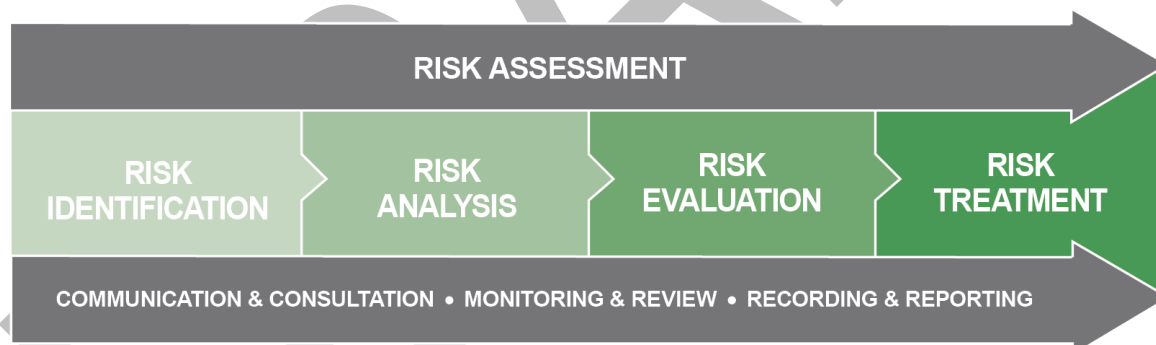 RISK ASSESSMENT
RISK
IDENTIFICATION
RISK
ANALYSIS
RISK
EVALUATION
RISK
TREATMENT
COMMUNICATION & CONSULTATION • MONITORING & REVIEW • RECORDING & REPORTING